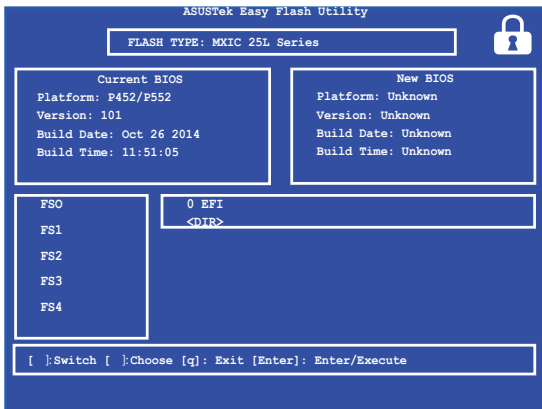 ASUSTek Easy Flash Utility
FLASH TYPE: MXIC 25L Series
Current BIOS
Platform: P452/P552
Version: 101
Build Date: Oct 26 2014
Build Time: 11:51:05
New BIOS
Platform: Unknown
Version: Unknown
Build Date: Unknown
Build Time: Unknown
FSO
FS1
FS2
FS3
FS4
0 EFI
<DIR>
[ ]:Switch [ ]:Choose [q]: Exit [Enter]: Enter/Execute